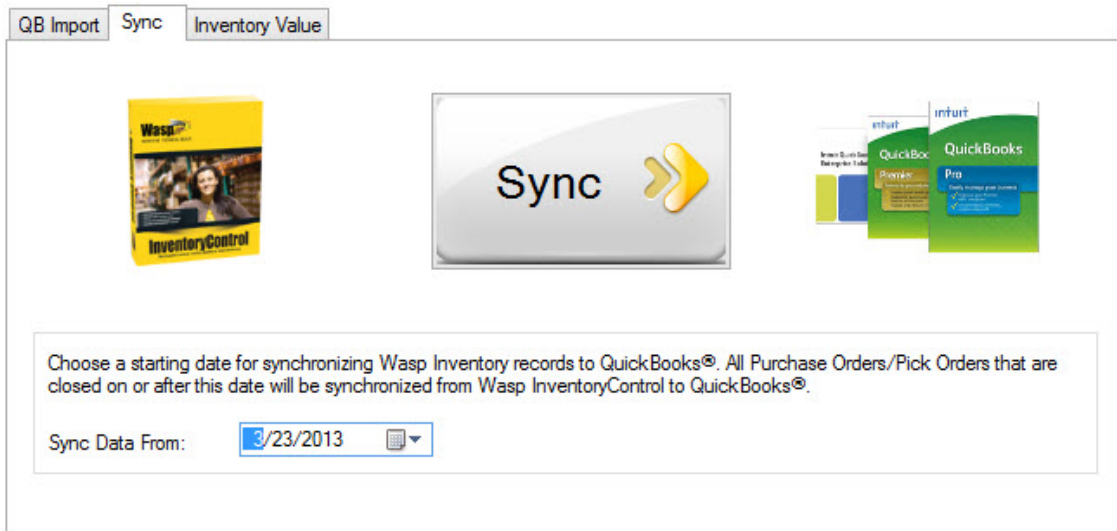 QB Import
Sync
Inventory Value
Wasp
InventoryControl
Sync
intuit
QuickBooks
Pro
intuit
QuickBoo
Premier
Choose a starting date for synchronizing Wasp Inventory records to QuickBooks®. All Purchase Orders/Pick Orders that are
closed on or after this date will be synchronized from Wasp InventoryControl to QuickBooks®.
Sync Data From:
3/23/2013